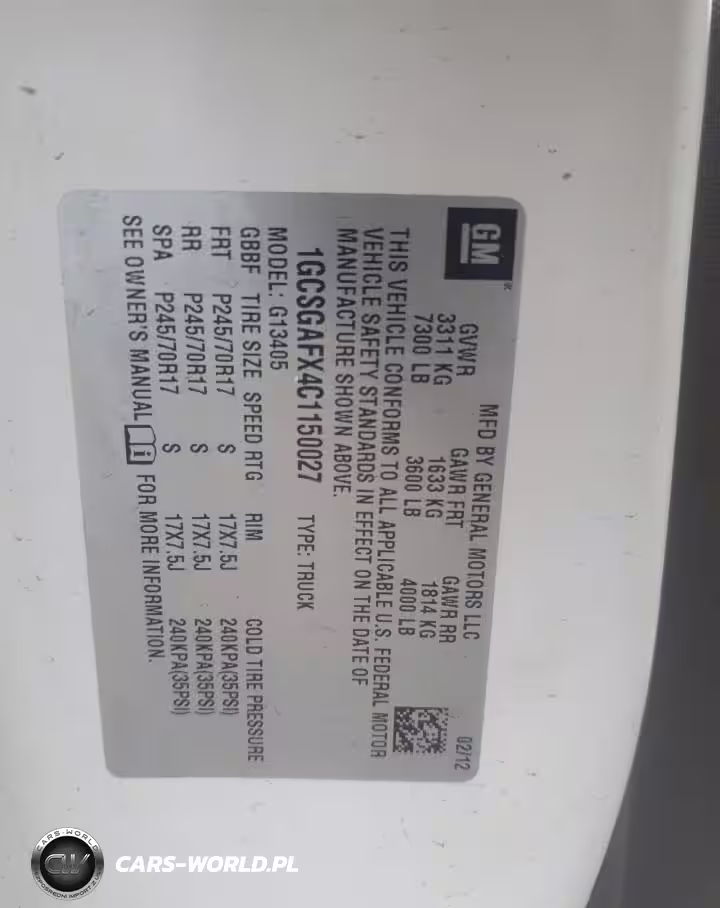 GM
MFD BY GENERAL MOTORS LLC 02/12
GVWR GAWR FRT GAWR RR
3311 KG 1633 KG 1814 KG
7300 LB 3600 LB 4000 LB
THIS VEHICLE CONFORMS TO ALL APPLICABLE U.S. FEDERAL MOTOR
VEHICLE SAFETY STANDARDS IN EFFECT ON THE DATE OF
MANUFACTURE SHOWN ABOVE.
1GCSGAFX4C1150027 TYPE: TRUCK
MODEL: G13405
GBBF TIRE SIZE SPEED RTG RIM COLD TIRE PRESSURE
FRT P245/70R17 S 17X7.5J 240KPA(35PSI)
RR P245/70R17 S 17X7.5J 240KPA(35PSI)
SPA P245/70R17 S 17X7.5J 240KPA(35PSI)
SEE OWNER'S MANUAL FOR MORE INFORMATION.
CARS-WORLD
CW
CARS-WORLD.PL